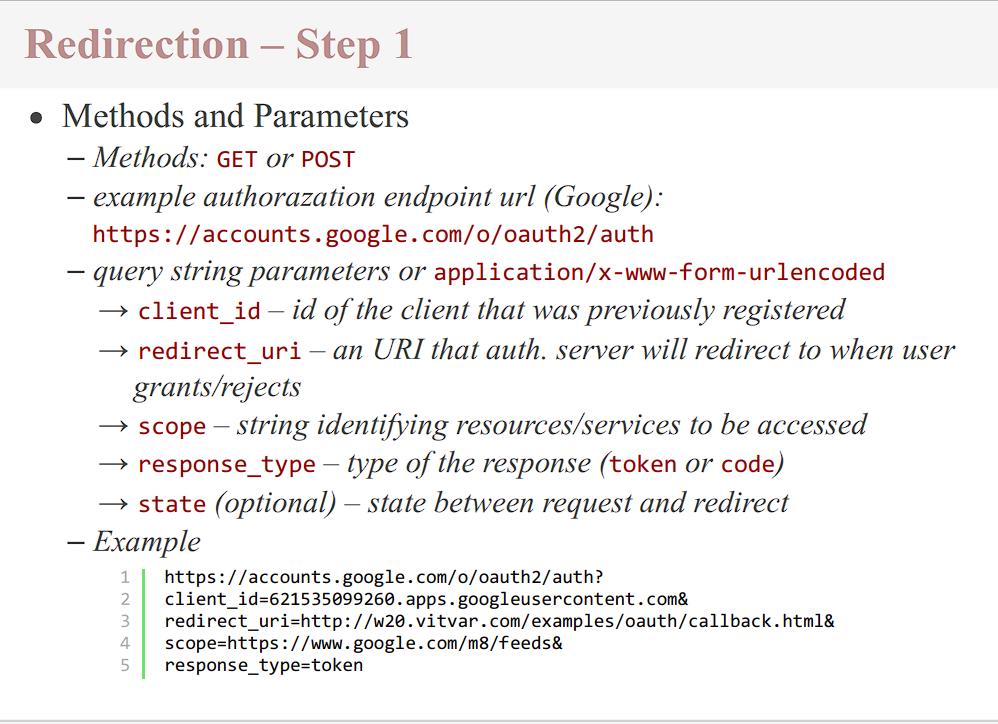 Redirection – Step 1
• Methods and Parameters
– Methods: GET or POST
– example authorazation endpoint url (Google):
https://accounts.google.com/o/oauth2/auth
– query string parameters or application/x-www-form-urlencoded
→ client_id – id of the client that was previously registered
→ redirect_uri – an URI that auth. server will redirect to when user
grants/rejects
→ scope – string identifying resources/services to be accessed
→ response_type – type of the response (token or code)
→ state (optional) – state between request and redirect
– Example
1 https://accounts.google.com/o/oauth2/auth?
2 client_id=621535099260.apps.googleusercontent.com&
3 redirect_uri=http://w20.vitvar.com/examples/oauth/callback.html&
4 scope=https://www.google.com/m8/feeds&
5 response_type=token